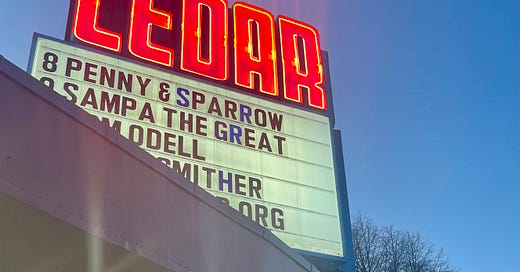 CEDAR
8 PENNY & SPARROW
SAMPA THE GREAT
ODELL
SMITHER
ORG